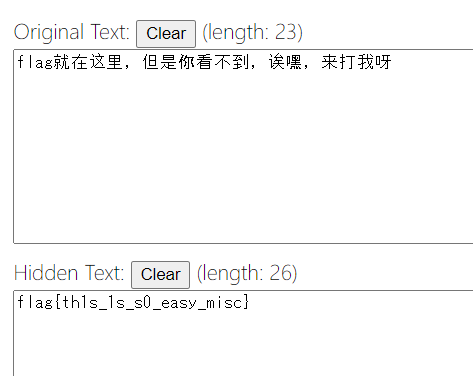 Original Text: Clear (length: 23)
flag就在这里，但是你看不到，诶嘿，来打我呀
Hidden Text: Clear (length: 26)
flag{th1s_1s_s0_easy_misc}